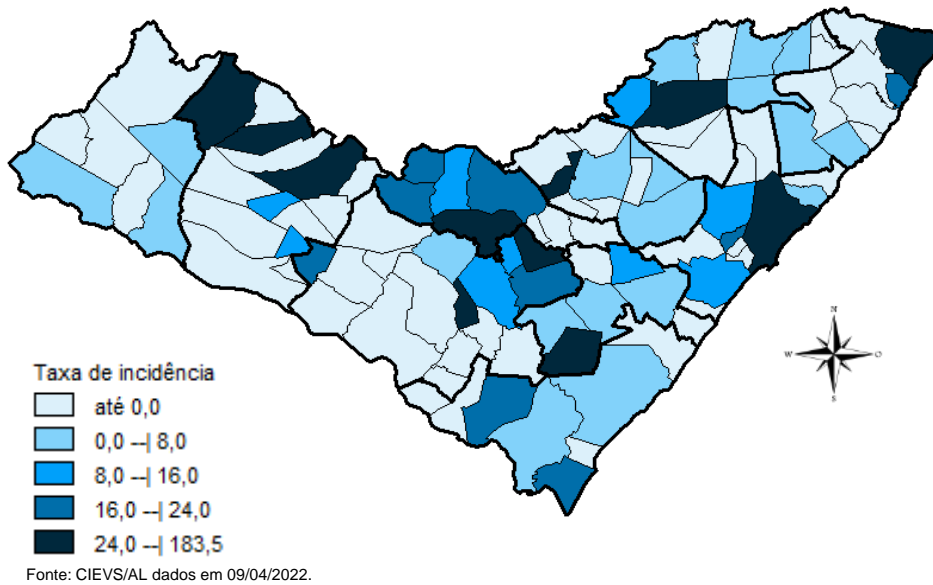 N
W
O
S
Taxa de incidência
até 0,0
0,0 --| 8,0
8,0 --| 16,0
16,0 --| 24,0
24,0 --| 183,5
Fonte: CIEVS/AL dados em 09/04/2022.